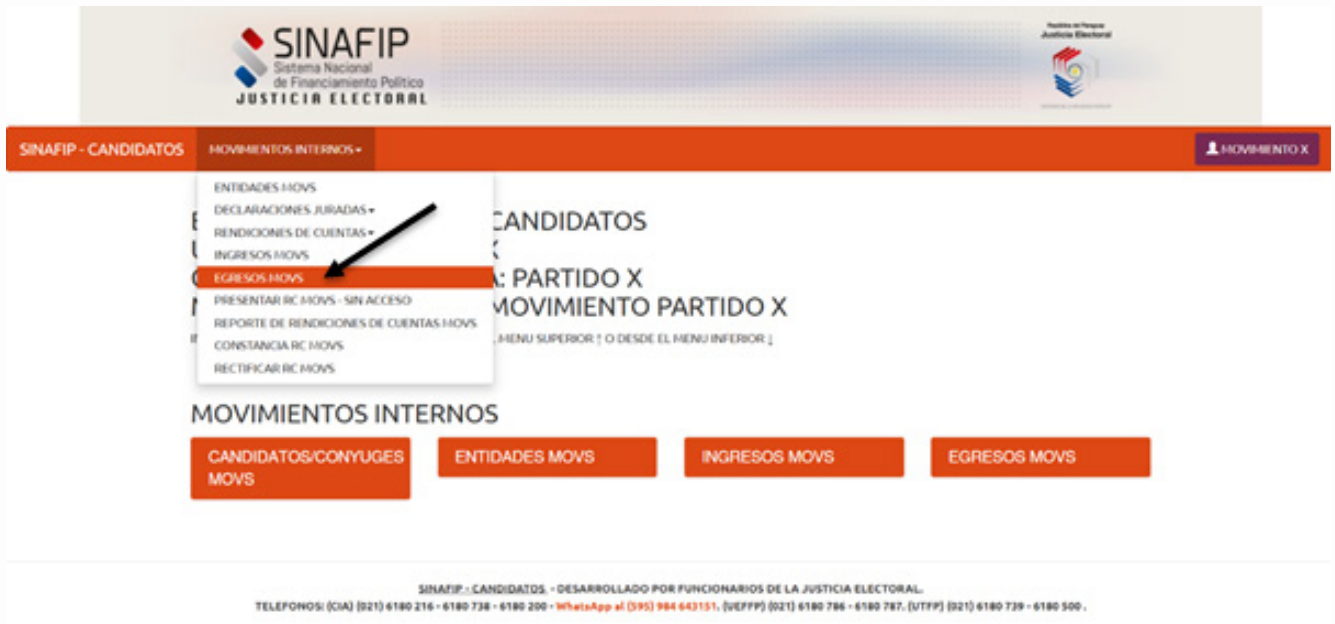 SINAFIP
Sistema Nacional
de Financiamiento Político
JUSTICIA ELECTORAL
República del Paraguay
Justicia Electoral
SINAFIP - CANDIDATOS
MOVIMIENTOS INTERNOS
MOVIMIENTO X
ENTIDADES MOVS
DECLARACIONES JURADAS
RENDICIONES DE CUENTAS
INGRESOS MOVS
EGRESOS MOVS
PRESENTAR RC MOVS - SIN ACCESO
REPORTE DE RENDICIONES DE CUENTAS MOVS
CONSTANCIA RC MOVS
RECTIFICAR RC MOVS
CANDIDATOS
X
: PARTIDO X
MOVIMIENTO PARTIDO X
MENU SUPERIOR ↑ O DESDE EL MENU INFERIOR ↓
MOVIMIENTOS INTERNOS
CANDIDATOS/CONYUGES
MOVS
ENTIDADES MOVS
INGRESOS MOVS
EGRESOS MOVS
SINAFIP - CANDIDATOS. - DESARROLLADO POR FUNCIONARIOS DE LA JUSTICIA ELECTORAL.
TELEFONOS: (CIA) (021) 6180 216 - 6180 738 - 6180 200 - WhatsApp al (595) 984 643151. (UEFFP) (021) 6180 786 - 6180 787. (UTFP) (021) 6180 739 - 6180 500 .